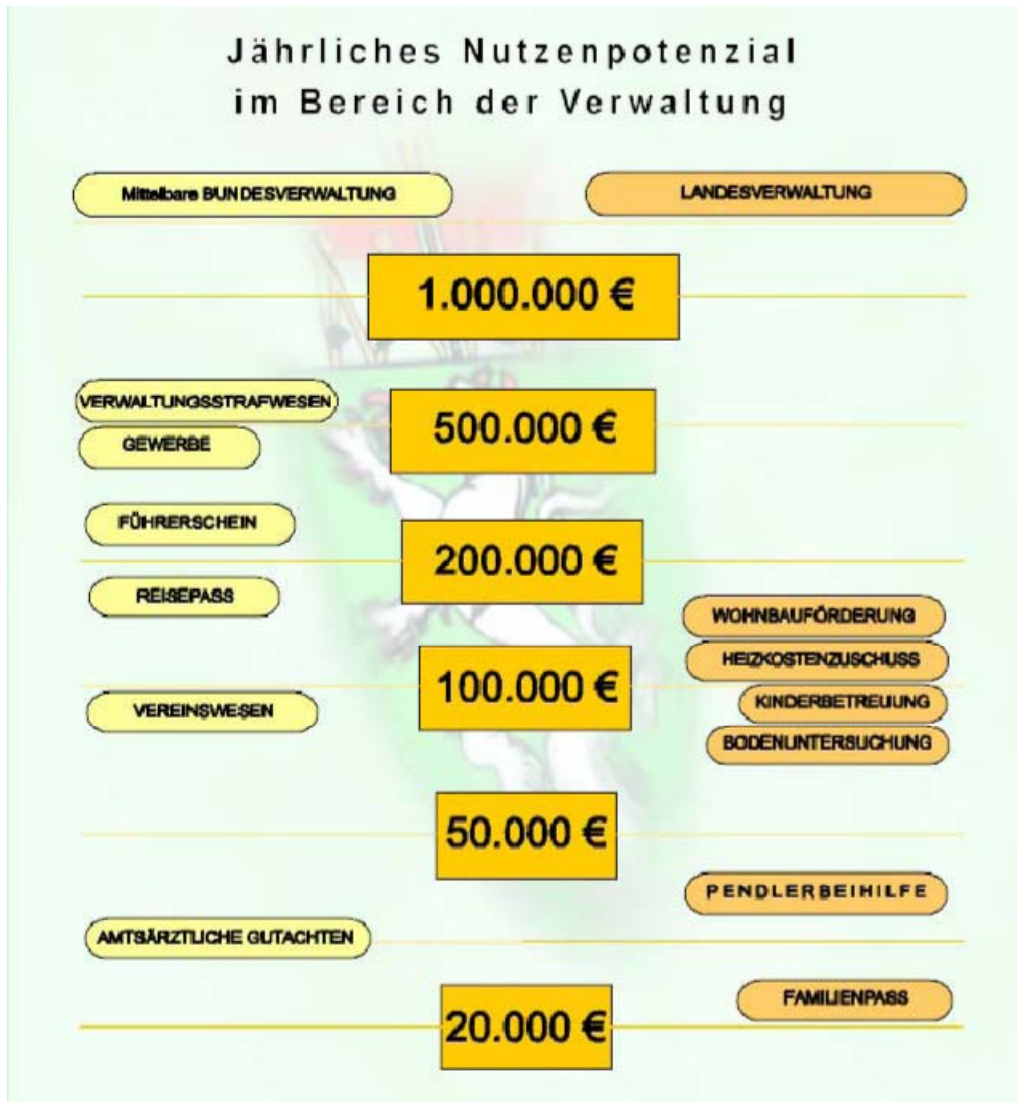 Jährliches Nutzenpotenzial
im Bereich der Verwaltung
Mittelbare BUNDESVERWALTUNG
LANDESVERWALTUNG
1.000.000 €
VERWALTUNGSSTRAFWESEN
500.000 €
GEWERBE
FÜHRERSCHEIN
200.000 €
REISEPASS
WOHNBAUFÖRDERUNG
HEIZKOSTENZUSCHUSS
100.000 €
KINDERBETREUUNG
VEREINSWESEN
BODENUNTERSUCHUNG
50.000 €
PENDLERBEIHILFE
AMTSÄRZTLICHE GUTACHTEN
FAMILIENPASS
20.000 €